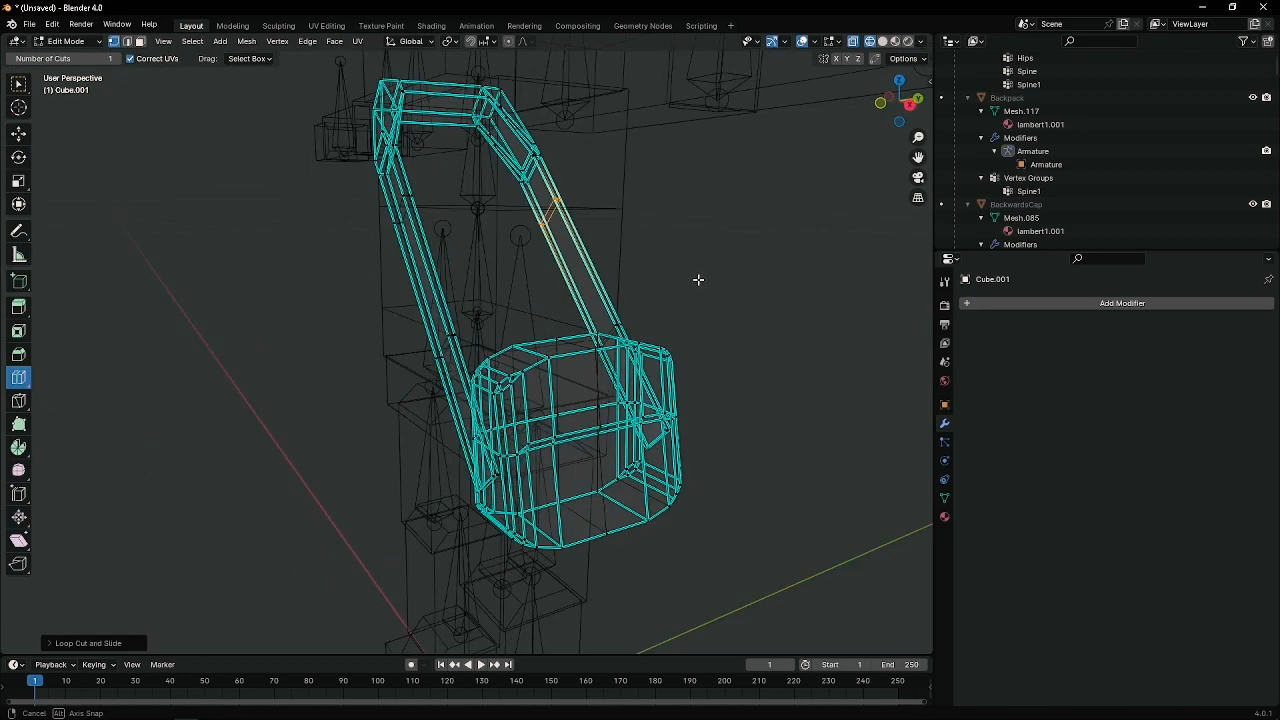 * (Unsaved) - Blender 4.0
File Edit Render Window Help Layout Modeling Sculpting UV Editing Texture Paint Shading Animation Rendering Compositing Geometry Nodes Scripting + Scene ViewLayer
Edit Mode View Select Add Mesh Vertex Edge Face UV Global
Number of Cuts 1 Correct UVs Drag: Select Box X Y Z Options
User Perspective
(1) Cube.001
Z
Y
X
Hips
Spine
Spine1
Backpack
Mesh.117
lambert1.001
Modifiers
Armature
Armature
Vertex Groups
Spine1
BackwardsCap
Mesh.085
lambert1.001
Modifiers
Cube.001
+ Add Modifier
> Loop Cut and Slide
Playback Keying View Marker 1 Start 1 End 250
1 10 20 30 40 50 60 70 80 90 100 110 120 130 140 150 160 170 180 190 200 210 220 230 240 250
Cancel Alt Axis Snap 4.0.1